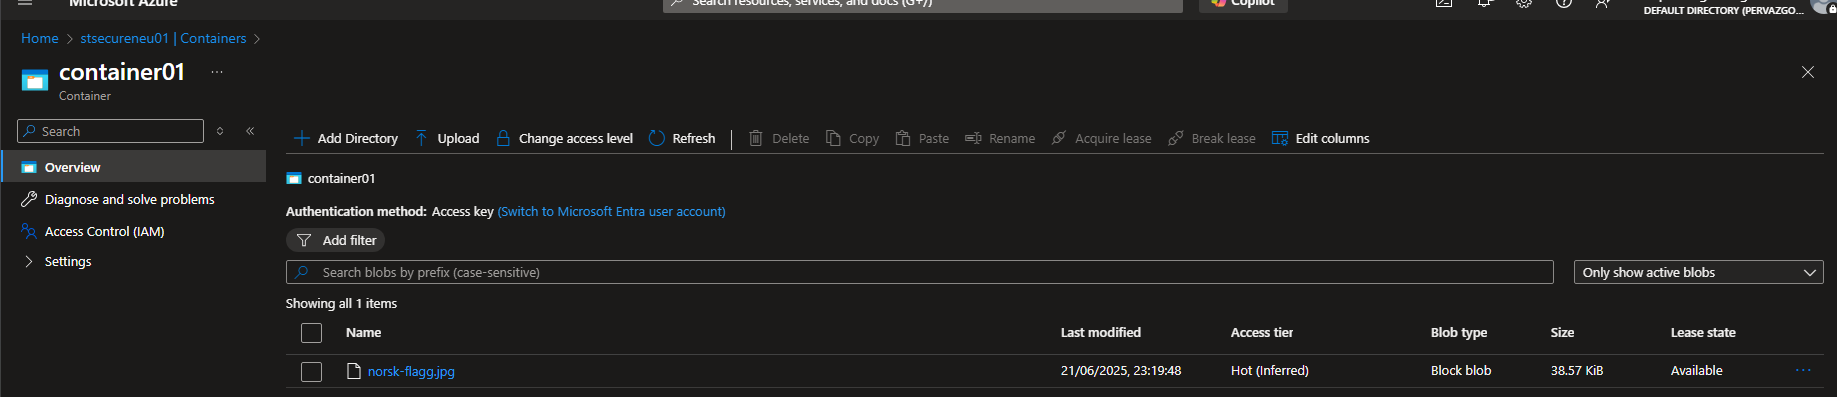 Microsoft Azure
Search resources, services, and docs (G+/)
Copilot
DEFAULT DIRECTORY (PERVAZGO...
Home > stsecureneu01 | Containers >
container01 ...
Container
Search
Overview
Diagnose and solve problems
Access Control (IAM)
Settings
Add Directory Upload Change access level Refresh Delete Copy Paste Rename Acquire lease Break lease Edit columns
container01
Authentication method: Access key (Switch to Microsoft Entra user account)
Add filter
Search blobs by prefix (case-sensitive)
Only show active blobs
Showing all 1 items
Name Last modified Access tier Blob type Size Lease state
norsk-flagg.jpg 21/06/2025, 23:19:48 Hot (Inferred) Block blob 38.57 KiB Available ...